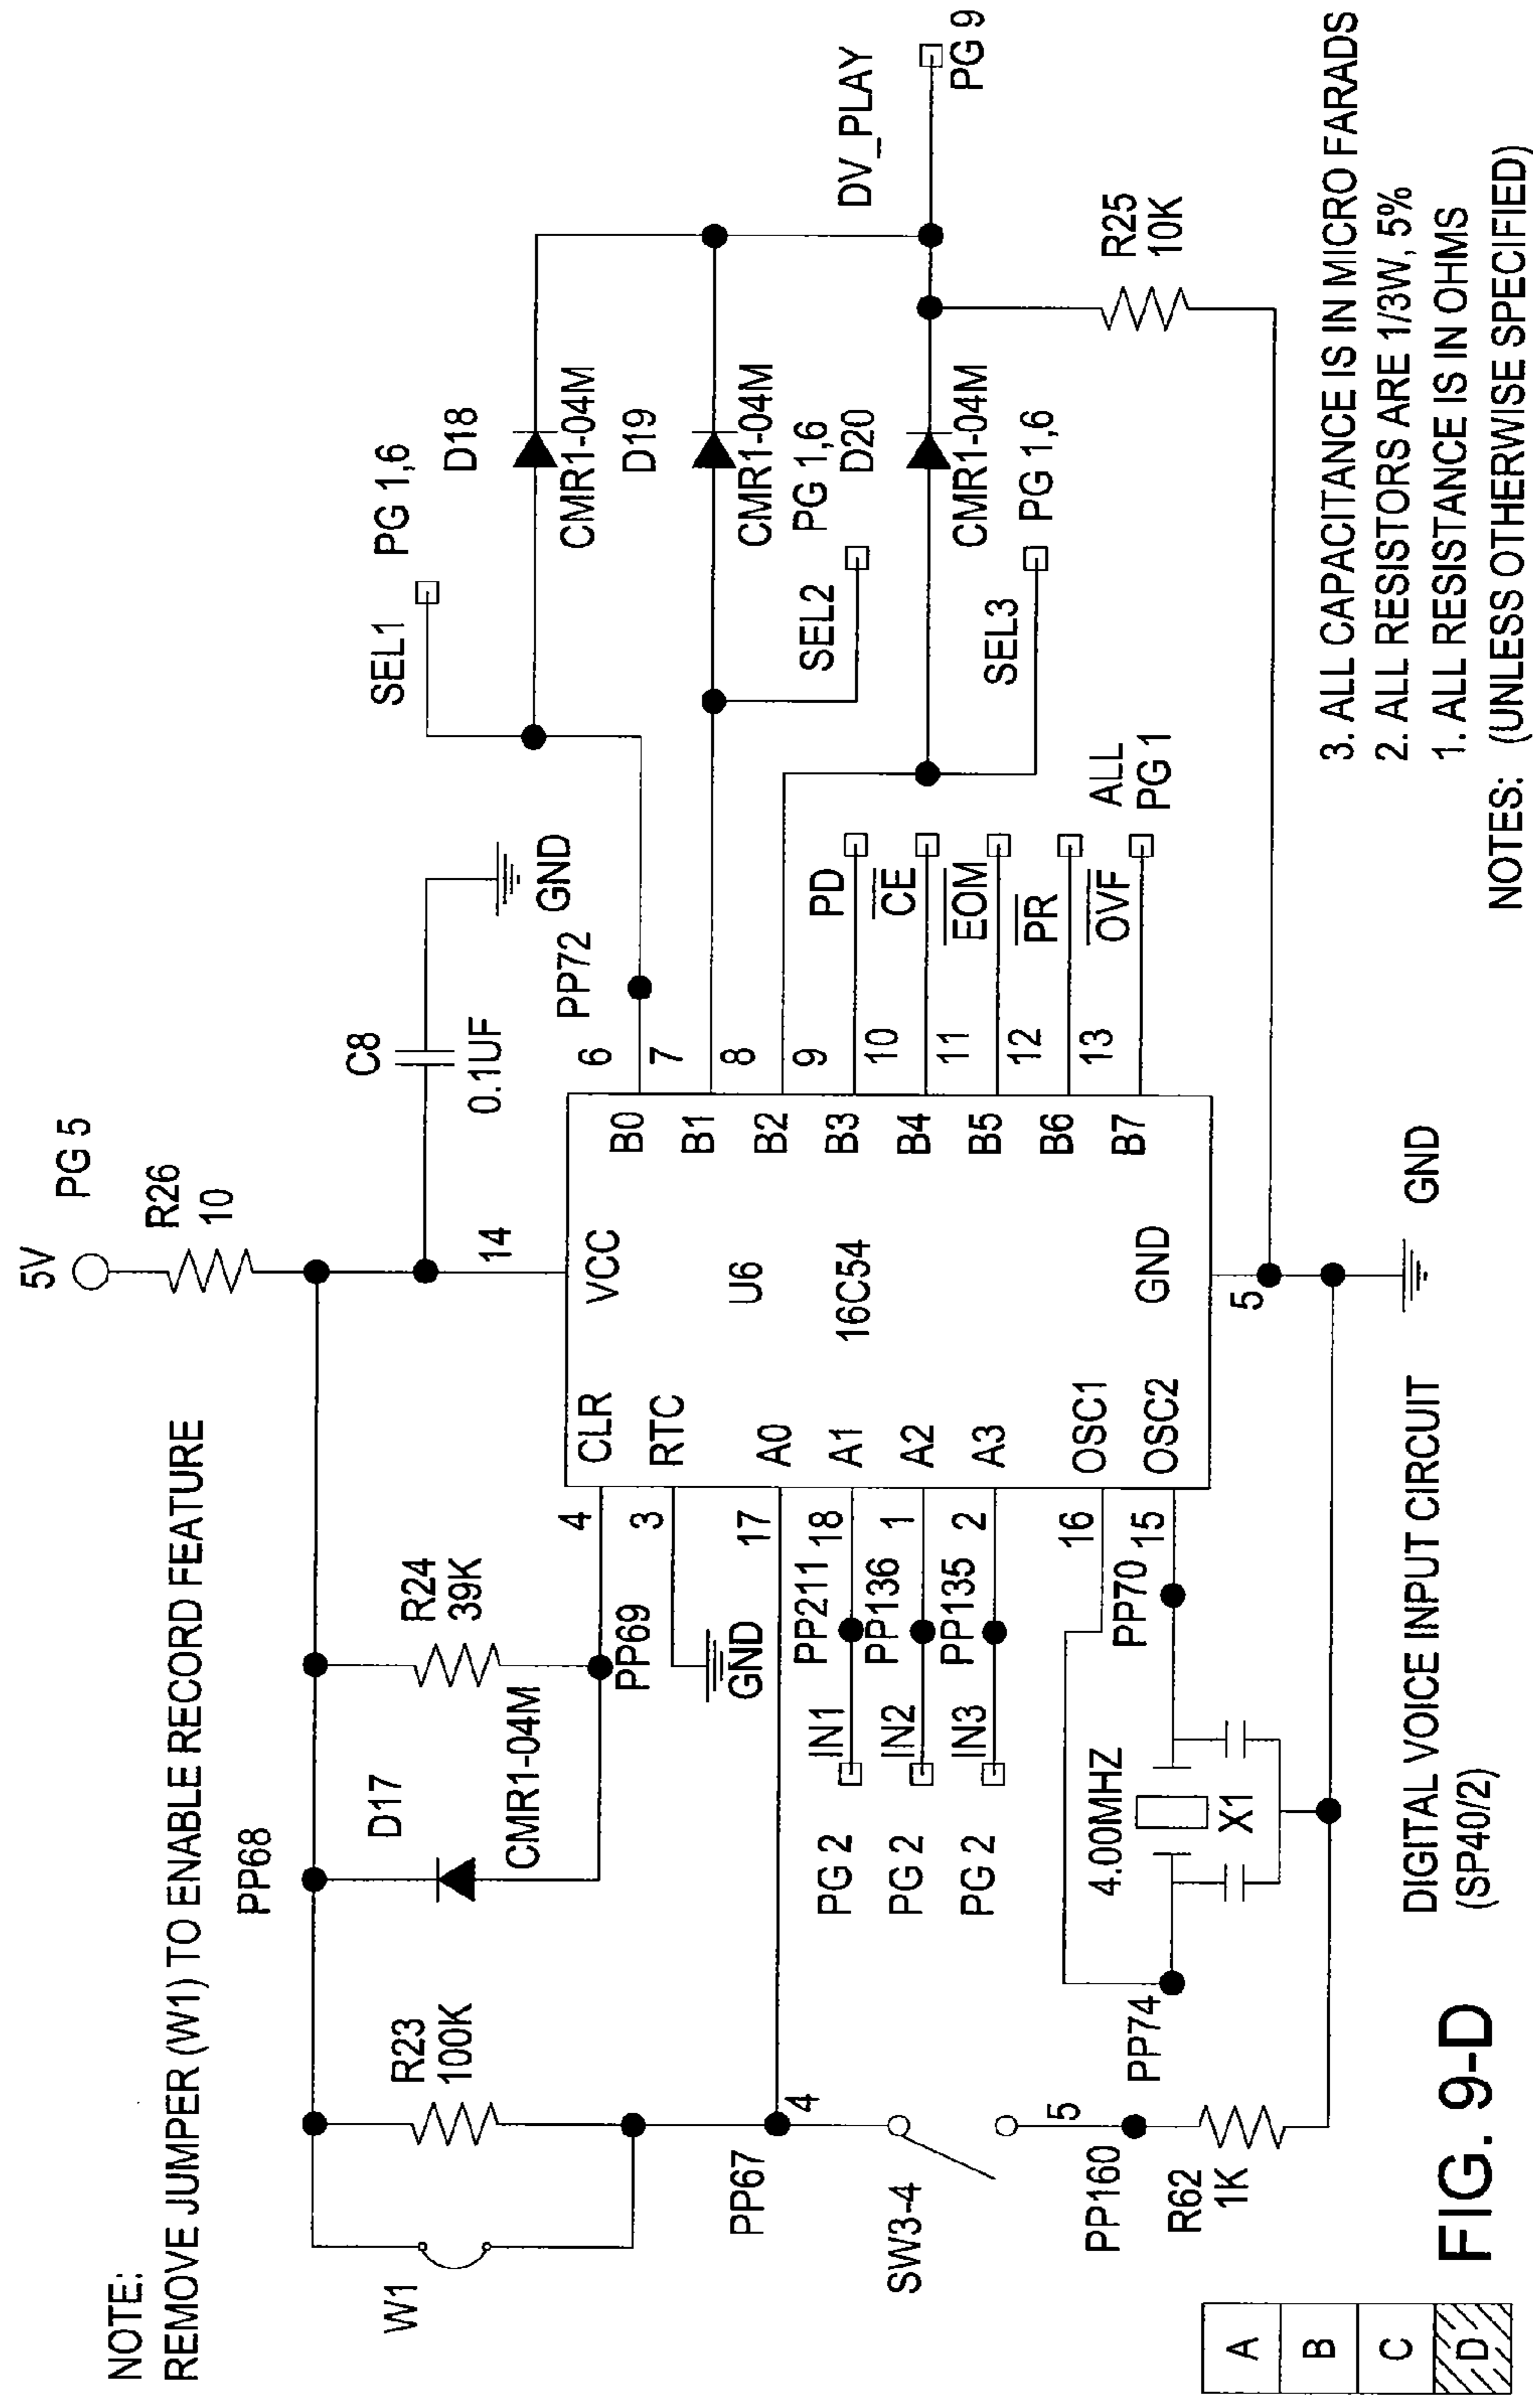 NOTE:
REMOVE JUMPER (W1) TO ENABLE RECORD FEATURE
5V
PG 5
R26
10
PP68
W1
R23
100K
D17
CMR1-04M
R24
39K
PP69
C8
0.1UF
GND
14
4
3
17
GND
PP67
4
SW3-4
5
PP160
R62
1K
PG 2
IN1
PP211
18
PG 2
IN2
PP136
1
PG 2
IN3
PP135
2
16
15
PP70
PP74
4.00MHZ
X1
CLR
RTC
A0
A1
A2
A3
OSC1
OSC2
VCC
U6
16C54
GND
5
GND
B0
B1
B2
B3
B4
B5
B6
B7
6
7
8
9
10
11
12
13
PP72
PD
CE
EOM
PR
OVF
ALL
PG 1
SEL1
PG 1,6
D18
CMR1-04M
D19
CMR1-04M
SEL2
PG 1,6
D20
CMR1-04M
SEL3
PG 1,6
DV_PLAY
PG 9
R25
10K
3. ALL CAPACITANCE IS IN MICRO FARADS
2. ALL RESISTORS ARE 1/3W, 5%
1. ALL RESISTANCE IS IN OHMS
NOTES: (UNLESS OTHERWISE SPECIFIED)
DIGITAL VOICE INPUT CIRCUIT
(SP40/2)
A
B
C
D
FIG. 9-D